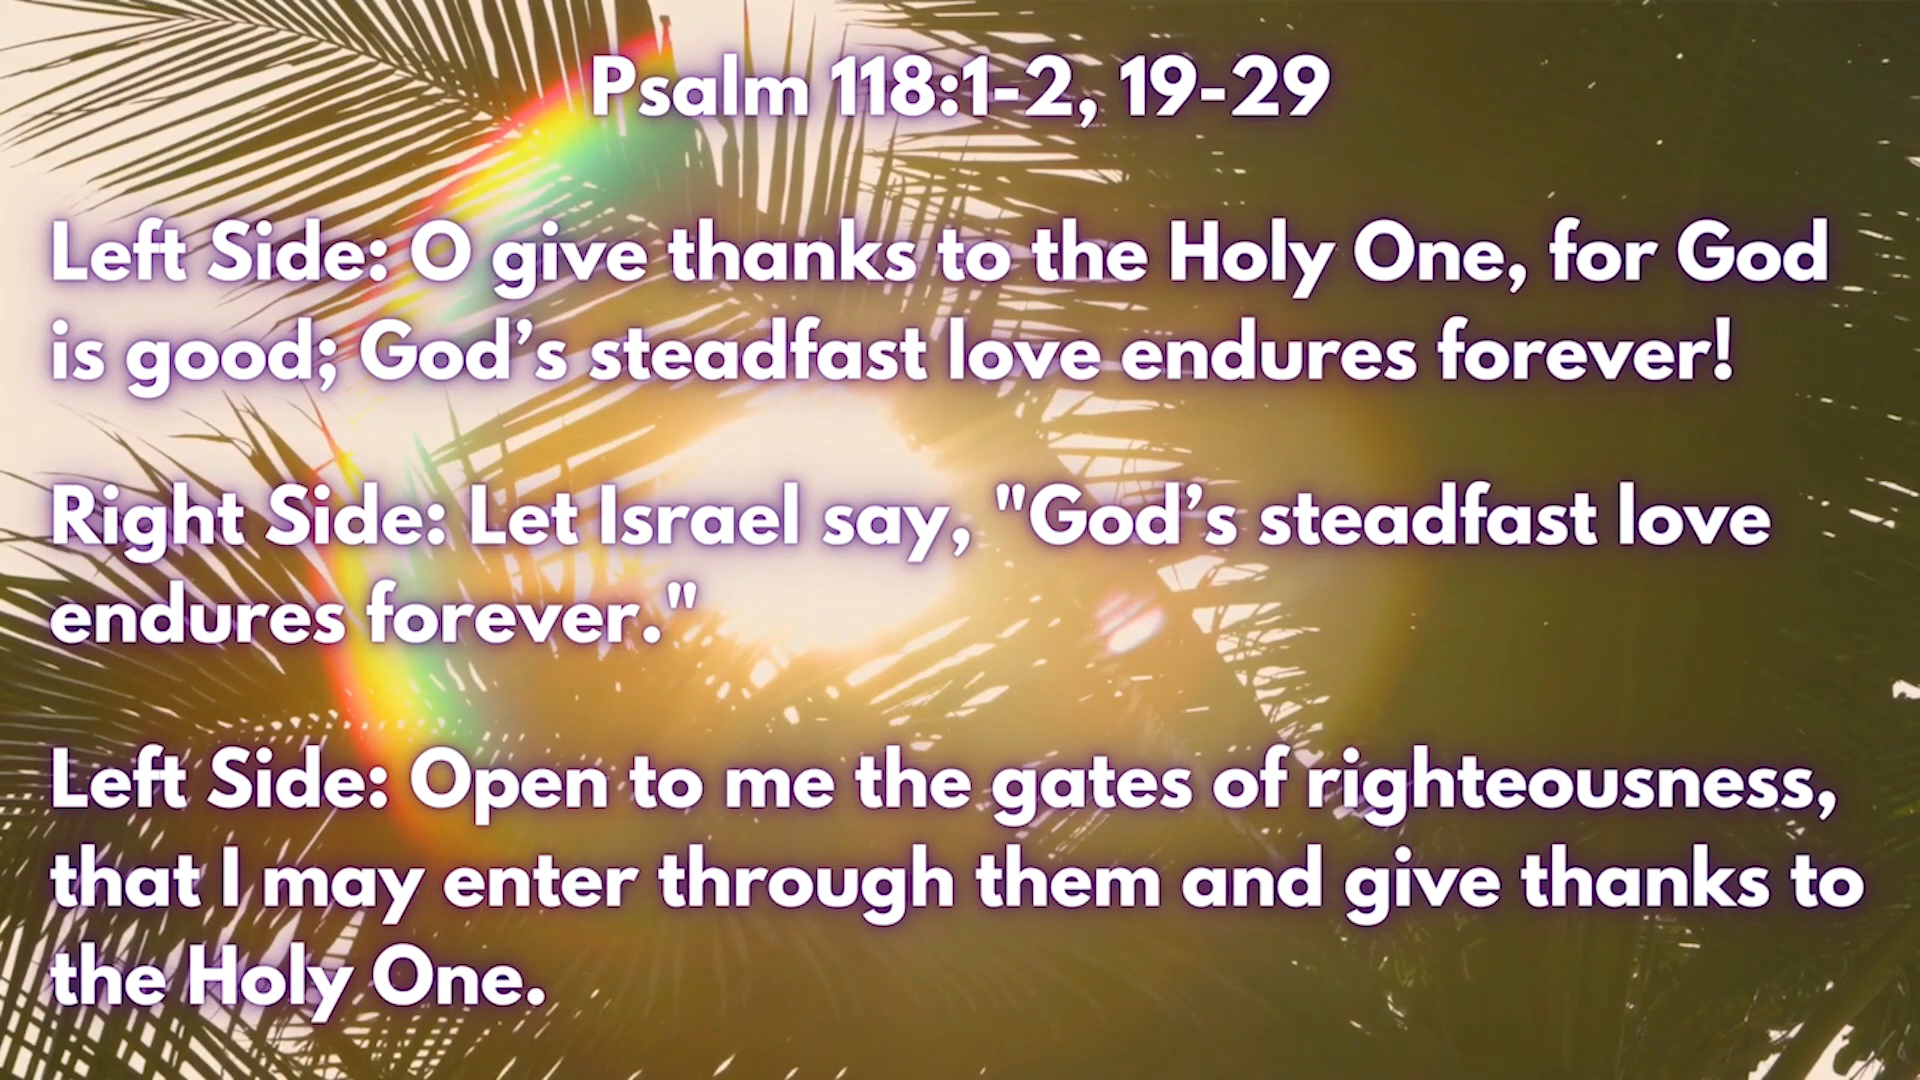 Psalm 118:1-2, 19-29
Left Side: O give thanks to the Holy One, for God
is good; God’s steadfast love endures forever!
Right Side: Let Israel say, "God’s steadfast love
endures forever."
Left Side: Open to me the gates of righteousness,
that I may enter through them and give thanks to
the Holy One.